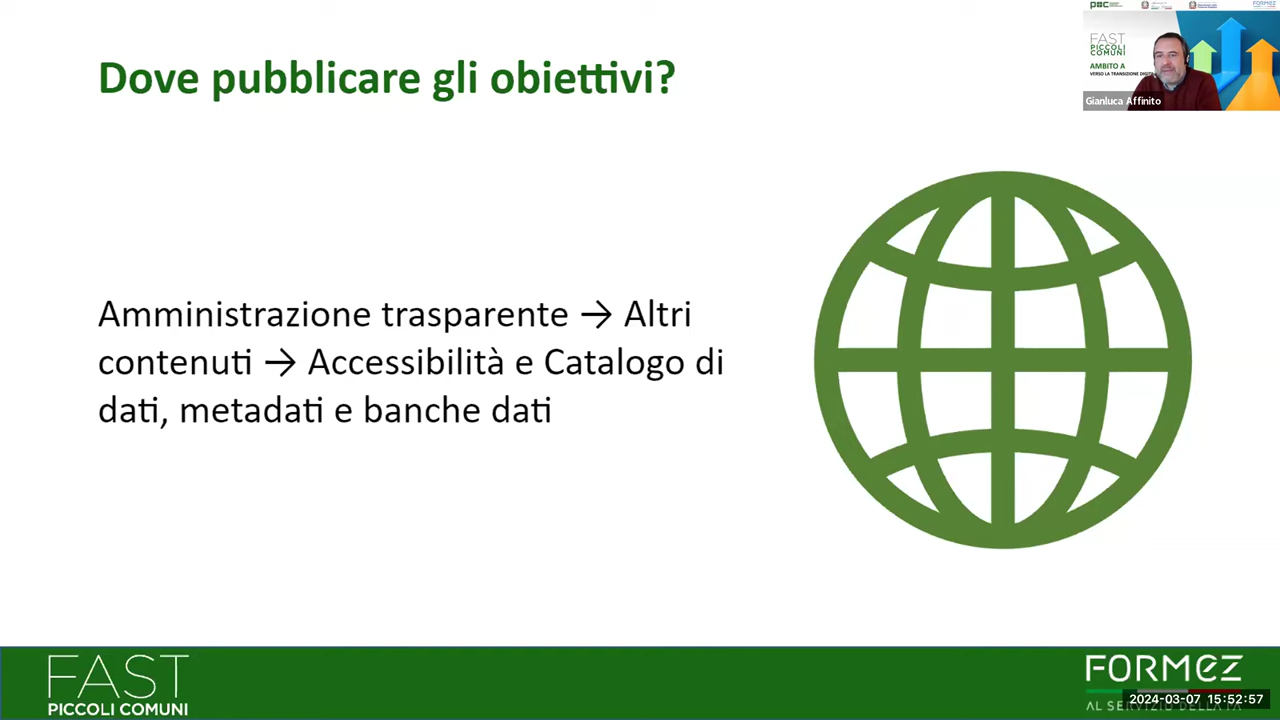 Dove pubblicare gli obiettivi?
Amministrazione trasparente → Altri
contenuti → Accessibilità e Catalogo di
dati, metadati e banche dati
FAST
PICCOLI
COMUNI
AMBITO A
Gianluca Affinito
FAST
PICCOLI COMUNI
FORMEZ
2024-03-07 15:52:57